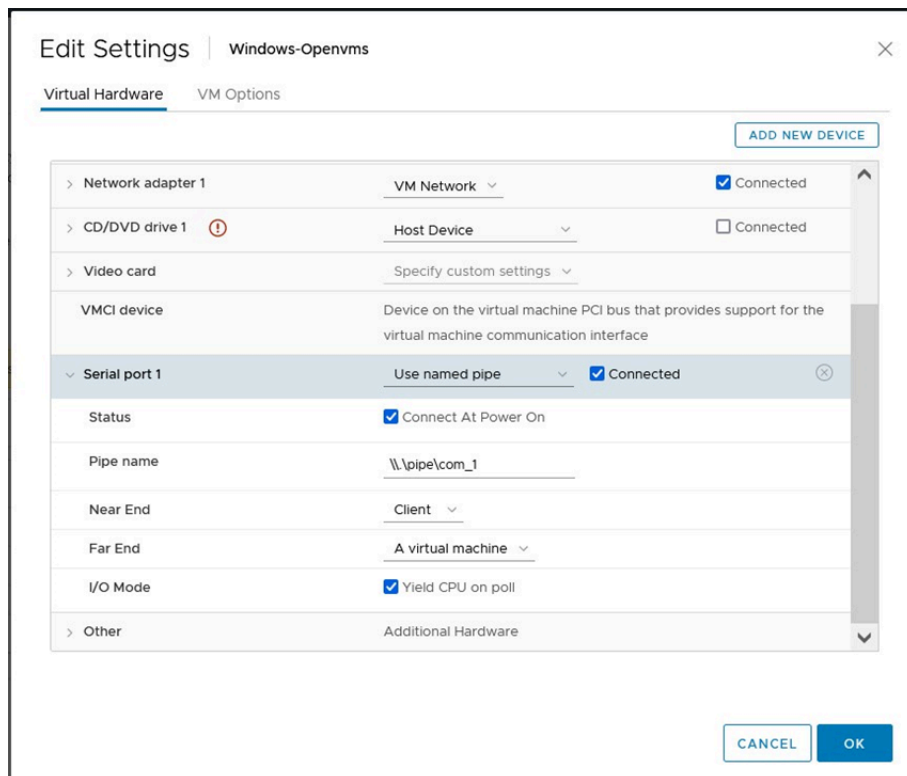 Edit Settings Windows-Openvms
Virtual Hardware VM Options
ADD NEW DEVICE
Network adapter 1 VM Network Connected
CD/DVD drive 1 Host Device Connected
Video card Specify custom settings
VMCI device Device on the virtual machine PCI bus that provides support for the
virtual machine communication interface
Serial port 1 Use named pipe Connected
Status Connect At Power On
Pipe name \\.\pipe\com_1
Near End Client
Far End A virtual machine
I/O Mode Yield CPU on poll
Other Additional Hardware
CANCEL OK